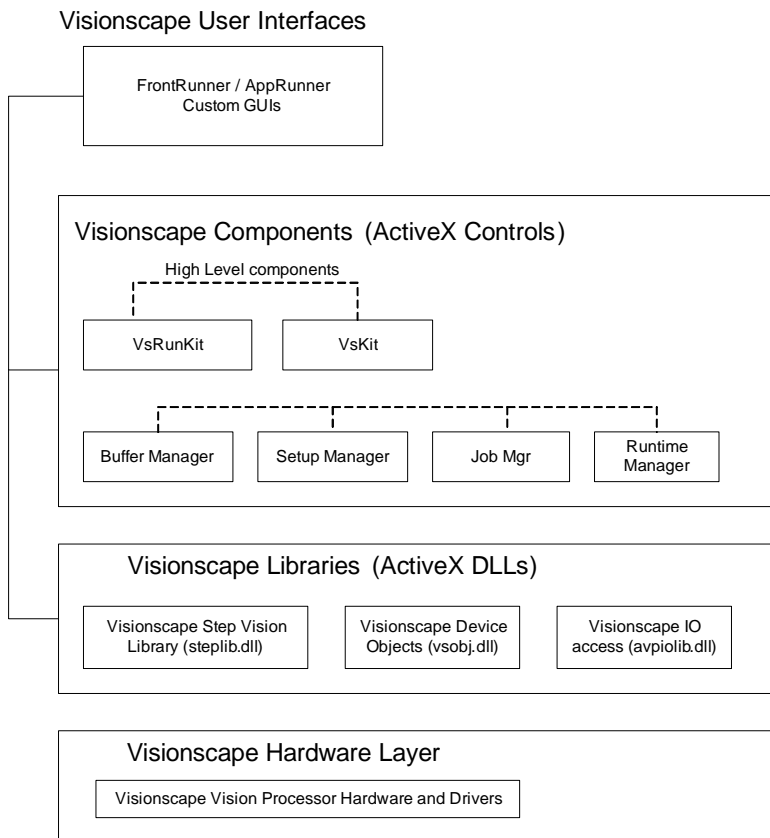 Visionscape User Interfaces
FrontRunner / AppRunner
Custom GUIs
Visionscape Components (ActiveX Controls)
High Level components
VsRunKit
VsKit
Buffer Manager
Setup Manager
Job Mgr
Runtime
Manager
Visionscape Libraries (ActiveX DLLs)
Visionscape Step Vision
Library (steplib.dll)
Visionscape Device
Objects (vsobj.dll)
Visionscape IO
access (avpiolib.dll)
Visionscape Hardware Layer
Visionscape Vision Processor Hardware and Drivers